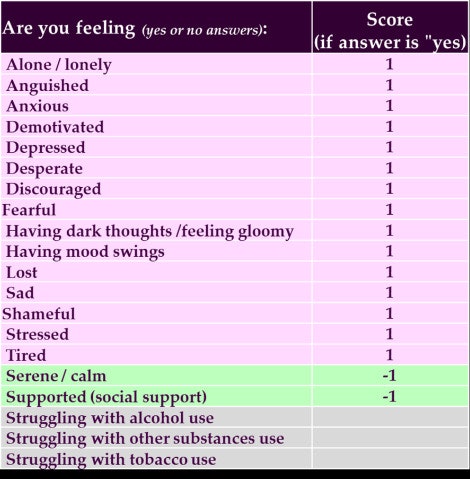 Are you feeling (yes or no answers): Score (if answer is "yes)
Alone / lonely 1
Anguished 1
Anxious 1
Demotivated 1
Depressed 1
Desperate 1
Discouraged 1
Fearful 1
Having dark thoughts /feeling gloomy 1
Having mood swings 1
Lost 1
Sad 1
Shameful 1
Stressed 1
Tired 1
Serene / calm -1
Supported (social support) -1
Struggling with alcohol use
Struggling with other substances use
Struggling with tobacco use